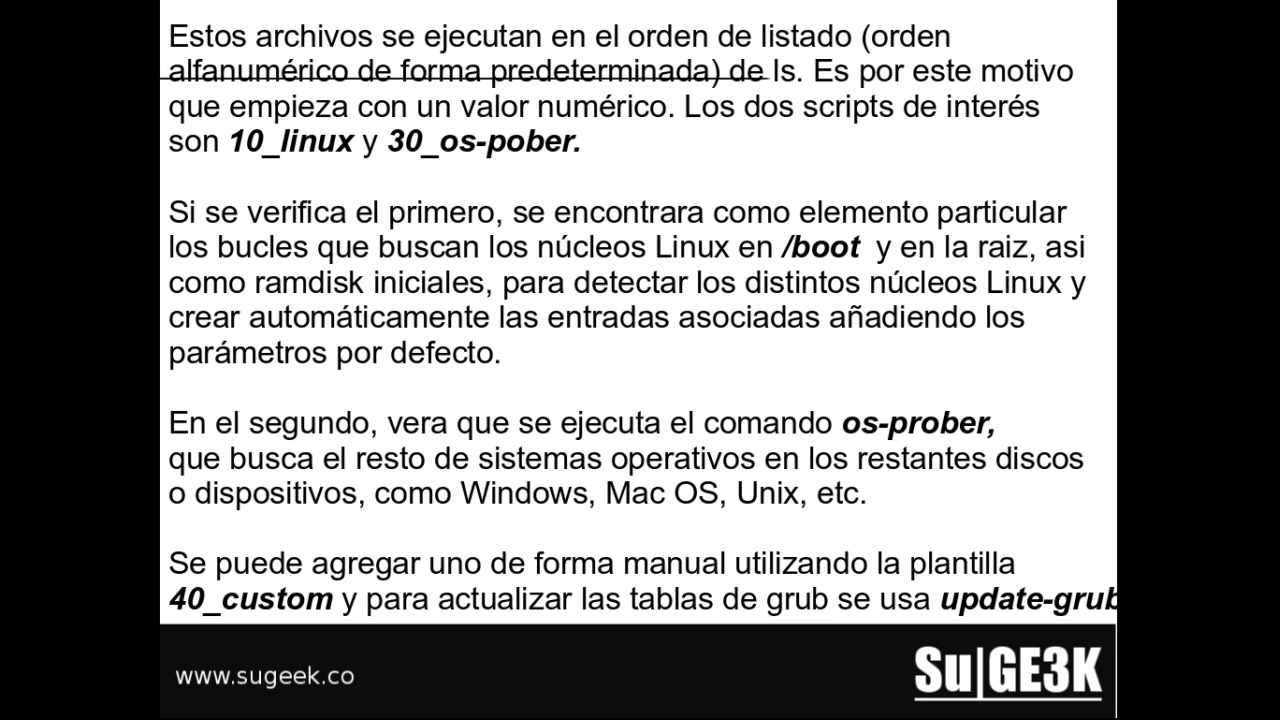 Estos archivos se ejecutan en el orden de listado (orden
alfanumérico de forma predeterminada) de ls. Es por este motivo
que empieza con un valor numérico. Los dos scripts de interés
son 10_linux y 30_os-pober.
Si se verifica el primero, se encontrara como elemento particular
los bucles que buscan los núcleos Linux en /boot y en la raiz, asi
como ramdisk iniciales, para detectar los distintos núcleos Linux y
crear automáticamente las entradas asociadas añadiendo los
parámetros por defecto.
En el segundo, vera que se ejecuta el comando os-prober,
que busca el resto de sistemas operativos en los restantes discos
o dispositivos, como Windows, Mac OS, Unix, etc.
Se puede agregar uno de forma manual utilizando la plantilla
40_custom y para actualizar las tablas de grub se usa update-grub
www.sugeek.co
Su|GE3K